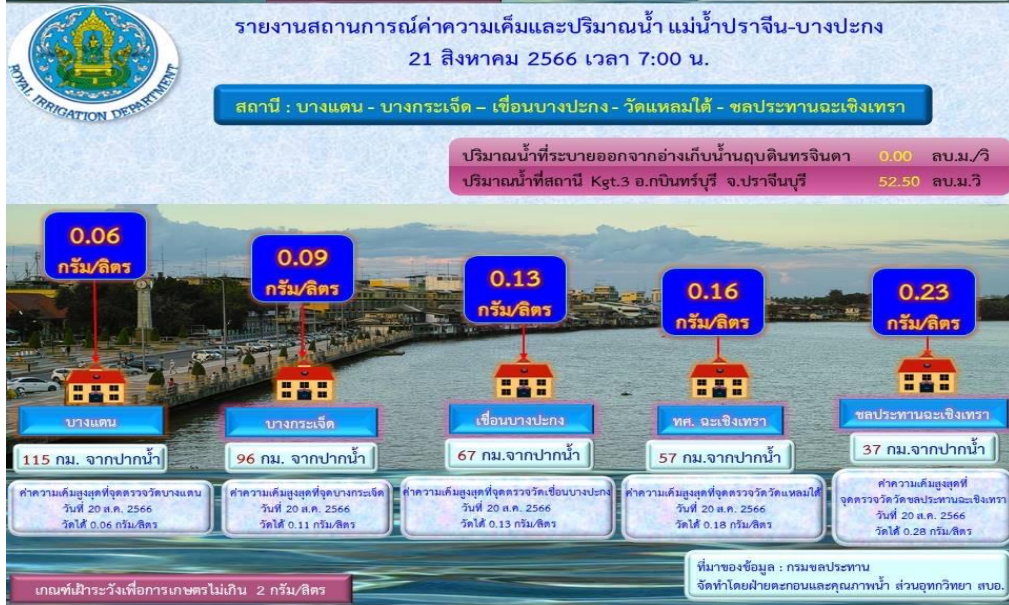 รายงานสถานการณ์ค่าความเค็มและปริมาณน้ำ แม่น้ำปราจีน-บางปะกง
21 สิงหาคม 2566 เวลา 7:00 น.
ROYAL IRRIGATION DEPARTMENT
สถานี : บางแตน - บางกระเจ็ด – เขื่อนบางปะกง - วัดแหลมใต้ - ชลประทานฉะเชิงเทรา
ปริมาณน้ำที่ระบายออกจากอ่างเก็บน้ำนฤบดินทรจินดา 0.00 ลบ.ม./วิ
ปริมาณน้ำที่สถานี Kgt.3 อ.กบินทร์บุรี จ.ปราจีนบุรี 52.50 ลบ.ม.วิ
0.06
กรัม/ลิตร
0.09
กรัม/ลิตร
0.13
กรัม/ลิตร
0.16
กรัม/ลิตร
0.23
กรัม/ลิตร
บางแตน
บางกระเจ็ด
เขื่อนบางปะกง
ทศ. ฉะเชิงเทรา
ชลประทานฉะเชิงเทรา
115 กม. จากปากน้ำ
96 กม. จากปากน้ำ
67 กม.จากปากน้ำ
57 กม.จากปากน้ำ
37 กม.จากปากน้ำ
ค่าความเค็มสูงสุดที่จุดตรวจวัดบางแตน
วันที่ 20 ส.ค. 2566
วัดได้ 0.06 กรัม/ลิตร
ค่าความเค็มสูงสุดที่จุดบางกระเจ็ด
วันที่ 20 ส.ค. 2566
วัดได้ 0.11 กรัม/ลิตร
ค่าความเค็มสูงสุดที่จุดตรวจวัดเขื่อนบางปะกง
วันที่ 20 ส.ค. 2566
วัดได้ 0.13 กรัม/ลิตร
ค่าความเค็มสูงสุดที่จุดตรวจวัดวัดแหลมใต้
วันที่ 20 ส.ค. 2566
วัดได้ 0.18 กรัม/ลิตร
ค่าความเค็มสูงสุดที่
จุดตรวจวัดวัดชลประทานฉะเชิงเทรา
วันที่ 20 ส.ค. 2566
วัดได้ 0.28 กรัม/ลิตร
เกณฑ์เฝ้าระวังเพื่อการเกษตรไม่เกิน 2 กรัม/ลิตร
ที่มาของข้อมูล : กรมชลประทาน
จัดทำโดยฝ่ายตะกอนและคุณภาพน้ำ ส่วนอุทกวิทยา สบอ.